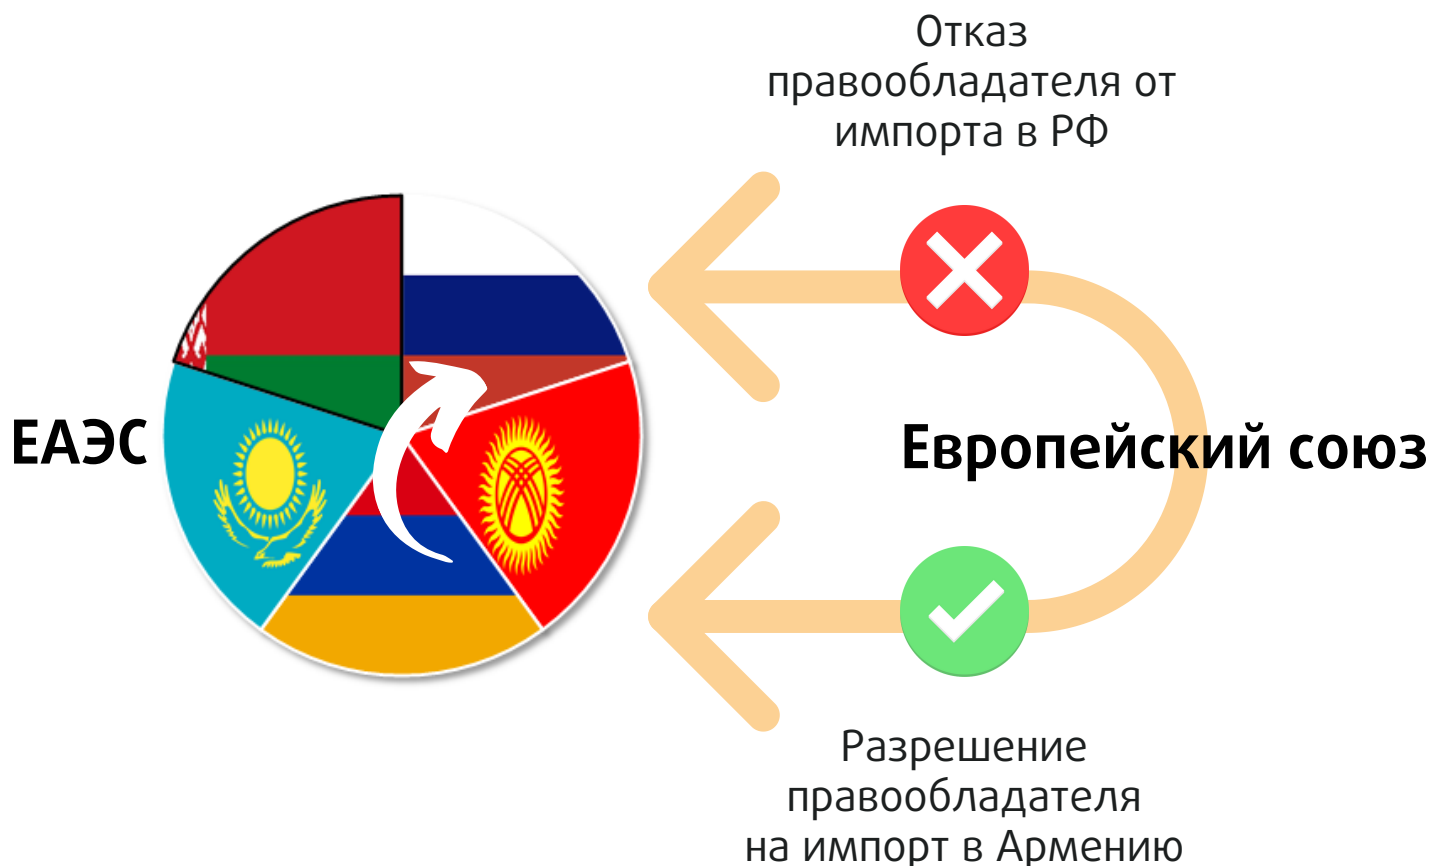 Отказ
правообладателя от
импорта в РФ
ЕАЭС
Европейский союз
Разрешение
правообладателя
на импорт в Армению